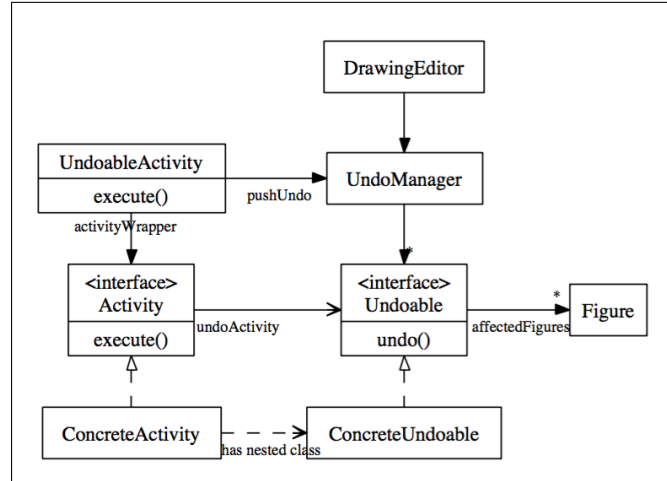 DrawingEditor
UndoableActivity
execute()
pushUndo
UndoManager
activityWrapper
*
<interface>
Activity
execute()
undoActivity
<interface>
Undoable
undo()
*
affectedFigures
Figure
ConcreteActivity
has nested class
ConcreteUndoable